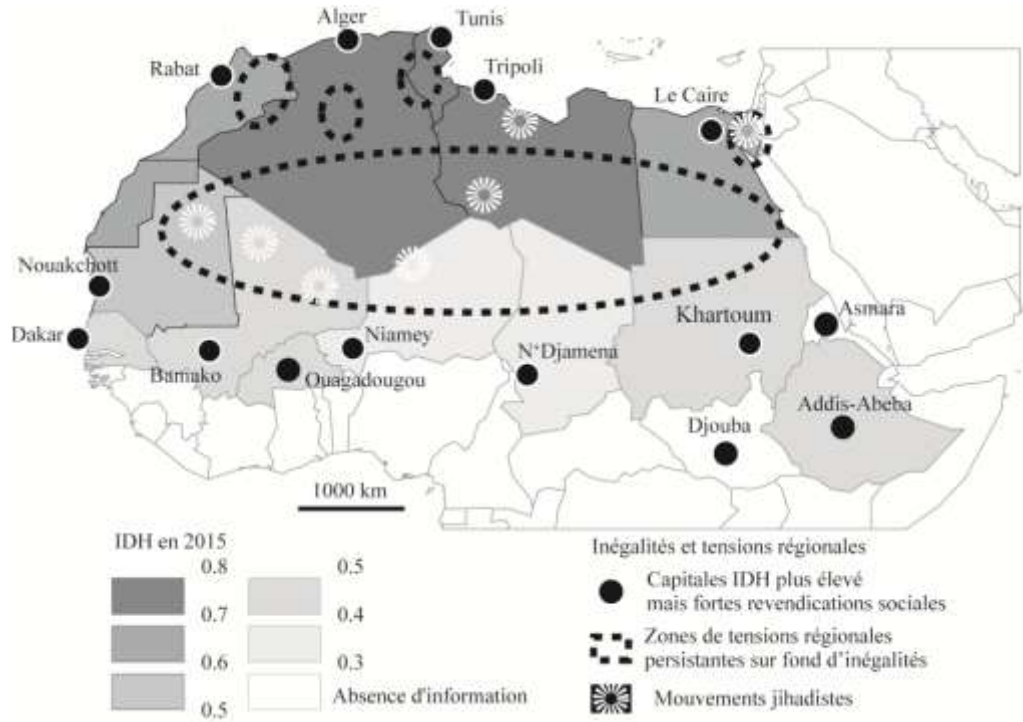 Alger
Tunis
Rabat
Tripoli
Le Caire
Nouakchott
Dakar
Bamako
Niamey
Ouagadougou
N'Djamena
Khartoum
Asmara
Addis-Abeba
Djouba
1000 km
IDH en 2015
0.8
0.7
0.6
0.5
0.5
0.4
0.3
Absence d'information
Inégalités et tensions régionales
Capitales IDH plus élevé
mais fortes revendications sociales
Zones de tensions régionales
persistantes sur fond d'inégalités
Mouvements jihadistes